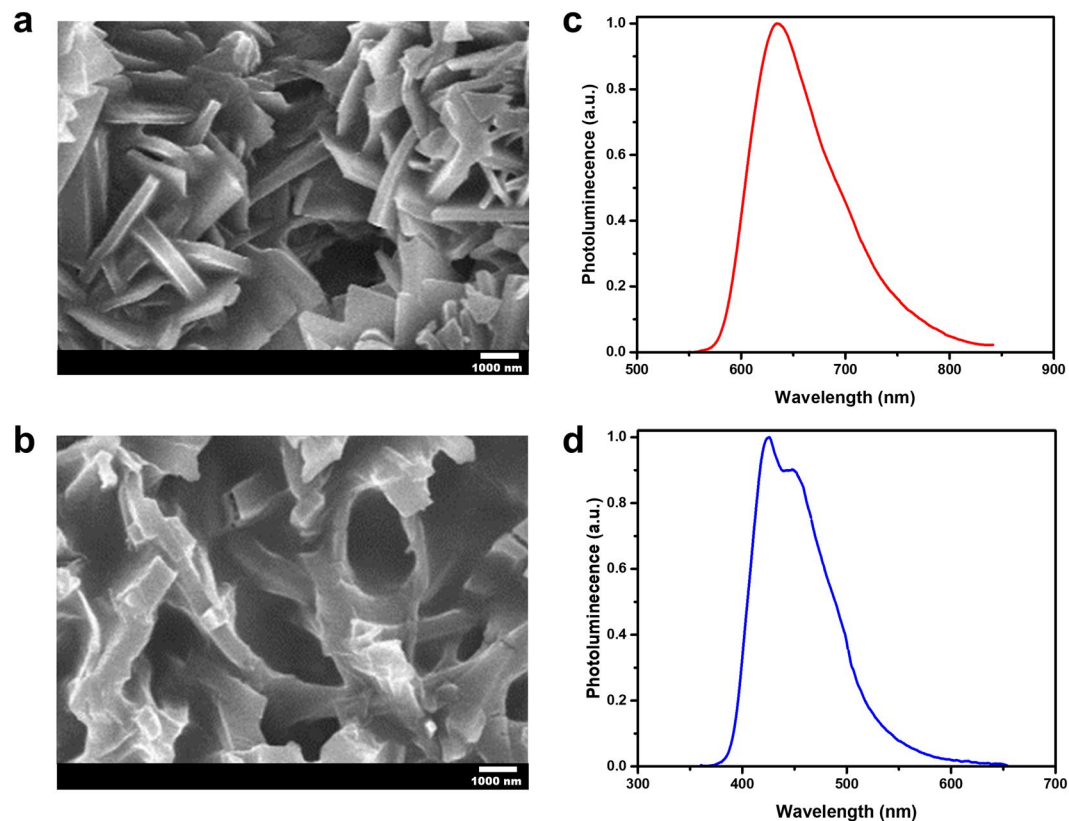 a
1000 nm
b
1000 nm
c
1.0
0.8
0.6
0.4
0.2
0.0
Photoluminecence (a.u.)
500 600 700 800 900
Wavelength (nm)
d
1.0
0.8
0.6
0.4
0.2
0.0
Photoluminecence (a.u.)
300 400 500 600 700
Wavelength (nm)